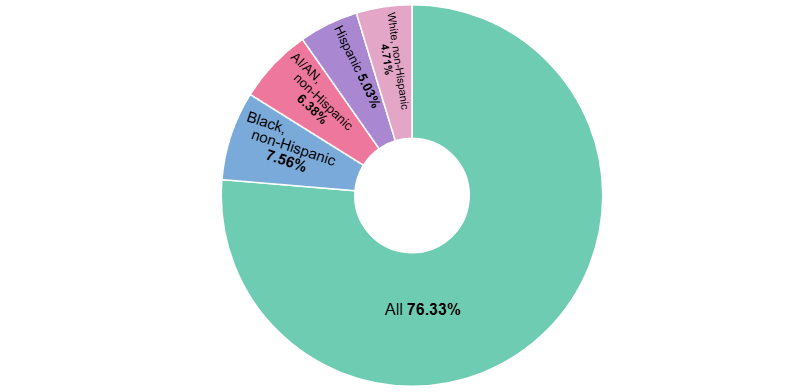 White, non-Hispanic
4.71%
Hispanic 5.03%
AI/AN,
non-Hispanic
6.38%
Black,
non-Hispanic
7.56%
All 76.33%